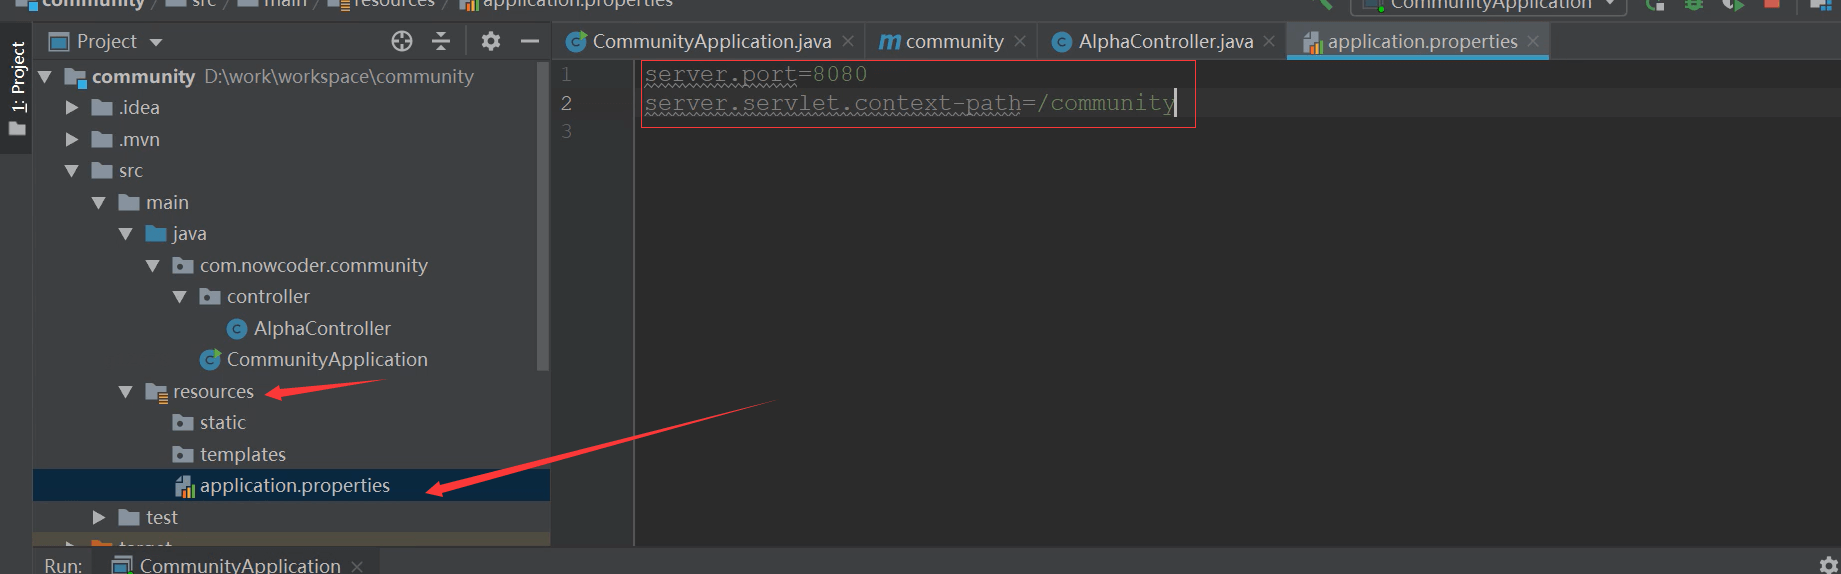 community / src / main / resources / application.properties
CommunityApplication
1: Project
Project
CommunityApplication.java
community
AlphaController.java
application.properties
community D:\work\workspace\community
.idea
.mvn
src
main
java
com.nowcoder.community
controller
AlphaController
CommunityApplication
resources
static
templates
application.properties
test
target
1 server.port=8080
2 server.servlet.context-path=/community
3
Run: CommunityApplication